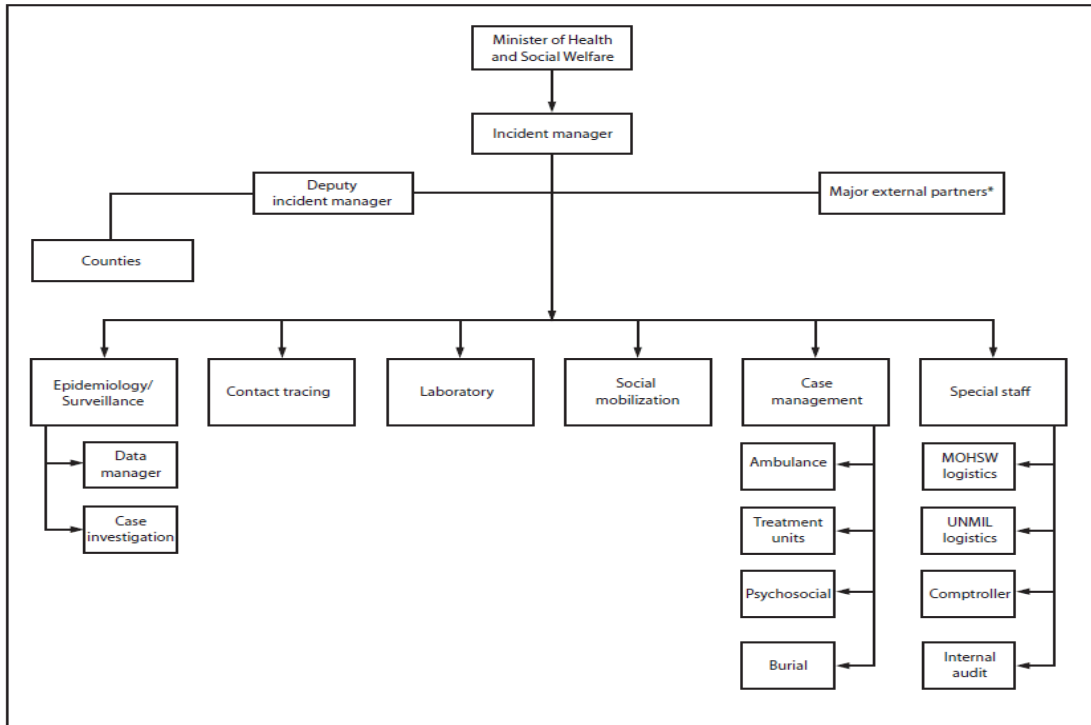 Minister of Health
and Social Welfare
Incident manager
Deputy
incident manager
Major external partners*
Counties
Epidemiology/
Surveillance
Contact tracing
Laboratory
Social
mobilization
Case
management
Special staff
Data
manager
Case
investigation
Ambulance
Treatment
units
Psychosocial
Burial
MOHSW
logistics
UNMIL
logistics
Comptroller
Internal
audit